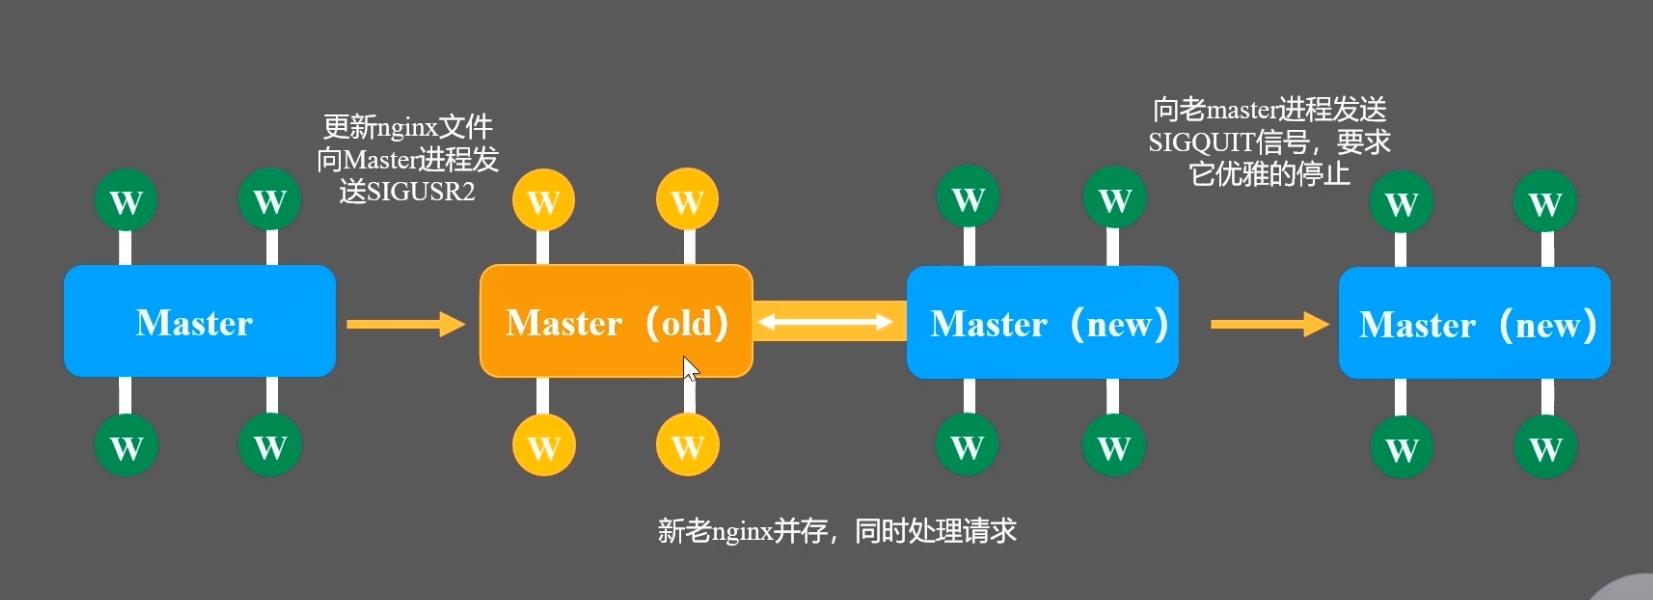 更新nginx文件
向Master进程发
送SIGUSR2
向老master进程发送
SIGQUIT信号，要求
它优雅的停止
W W W W W W W W
Master Master（old） Master（new） Master（new）
W W W W W W W W
新老nginx并存，同时处理请求